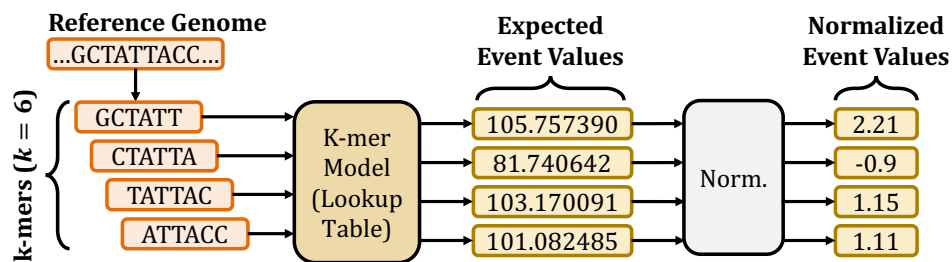 Reference Genome
...GCTATTACC...
k-mers (k = 6)
GCTATT
CTATTA
TATTAC
ATTACC
K-mer
Model
(Lookup
Table)
Expected
Event Values
105.757390
81.740642
103.170091
101.082485
Norm.
Normalized
Event Values
2.21
-0.9
1.15
1.11